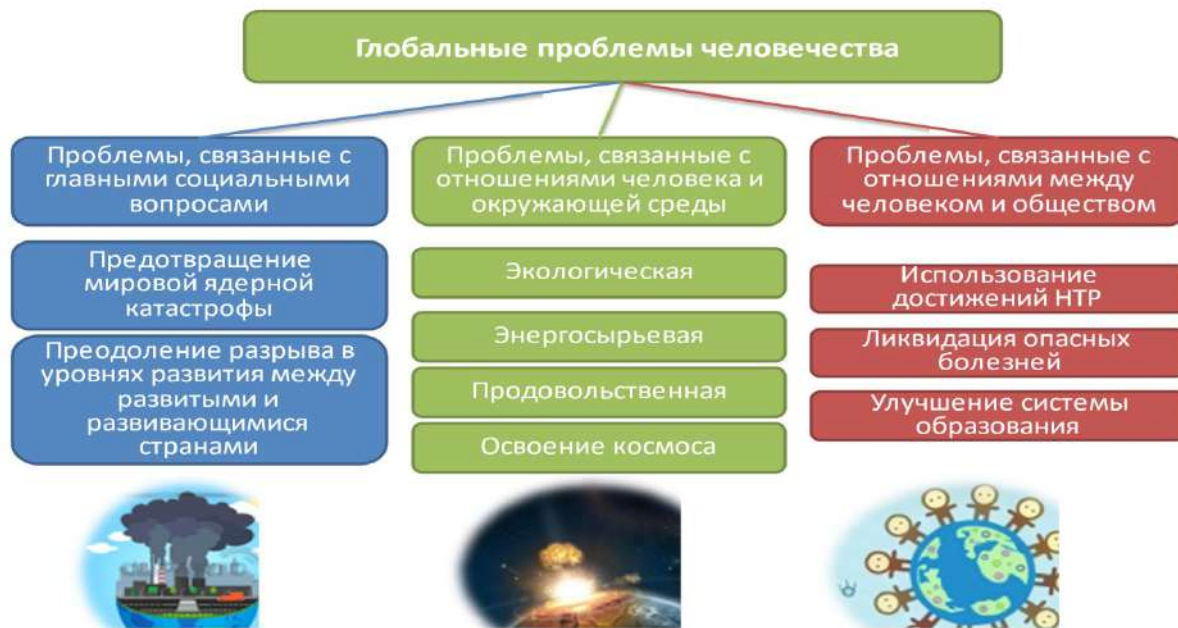 Глобальные проблемы человечества
Проблемы, связанные с
главными социальными
вопросами
Предотвращение
мировой ядерной
катастрофы
Преодоление разрыва в
уровнях развития между
развитыми и
развивающимися
странами
Проблемы, связанные с
отношениями человека и
окружающей среды
Экологическая
Энергосырьевая
Продовольственная
Освоение космоса
Проблемы, связанные с
отношениями между
человеком и обществом
Использование
достижений НТР
Ликвидация опасных
болезней
Улучшение системы
образования